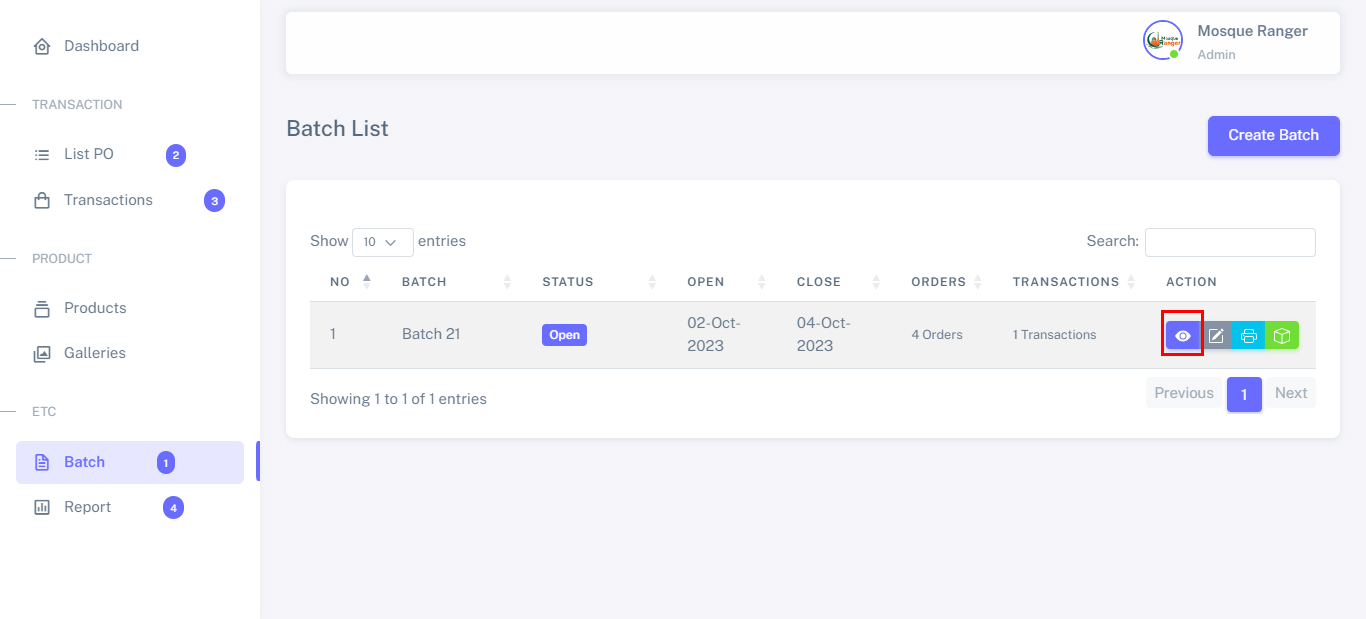 Dashboard
TRANSACTION
List PO 2
Transactions 3
PRODUCT
Products
Galleries
ETC
Batch 1
Report 4
Mosque Ranger
Admin
Mosque
Ranger
Batch List
Create Batch
Show 10 entries
Search:
NO BATCH STATUS OPEN CLOSE ORDERS TRANSACTIONS ACTION
1 Batch 21 Open 02-Oct-2023 04-Oct-2023 4 Orders 1 Transactions
Showing 1 to 1 of 1 entries
Previous 1 Next